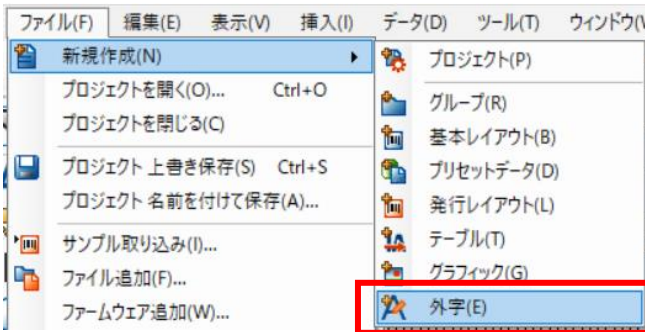 ファイル(F) 編集(E) 表示(V) 挿入(I) データ(D) ツール(T) ウィンドウ(
新規作成(N)
プロジェクトを開く(O)... Ctrl+O
プロジェクトを閉じる(C)
プロジェクト 上書き保存(S) Ctrl+S
プロジェクト 名前を付けて保存(A)...
サンプル取り込み(I)...
ファイル追加(F)...
ファームウェア追加(W)...
プロジェクト(P)
グループ(R)
基本レイアウト(B)
プリセットデータ(D)
発行レイアウト(L)
テーブル(T)
グラフィック(G)
外字(E)